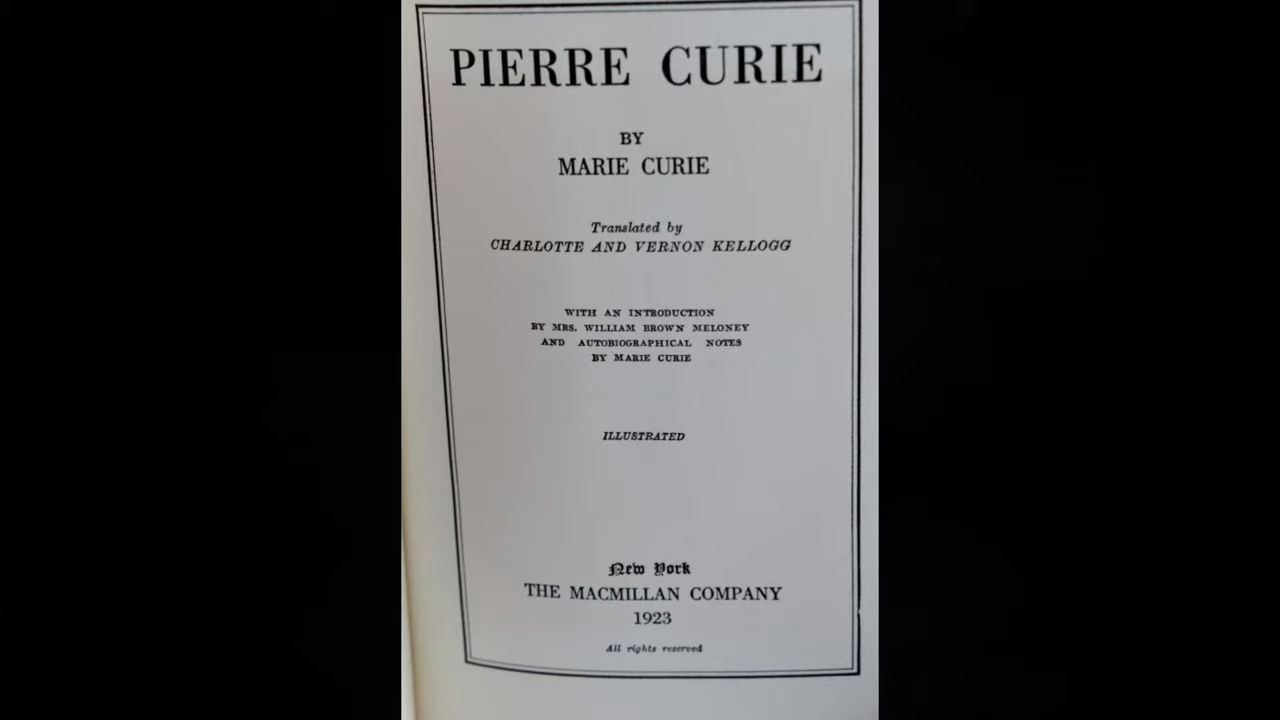 PIERRE CURIE
BY
MARIE CURIE
Translated by
CHARLOTTE AND VERNON KELLOGG
WITH AN INTRODUCTION
BY MRS. WILLIAM BROWN MELONEY
AND AUTOBIOGRAPHICAL NOTES
BY MARIE CURIE
ILLUSTRATED
New York
THE MACMILLAN COMPANY
1923
All rights reserved